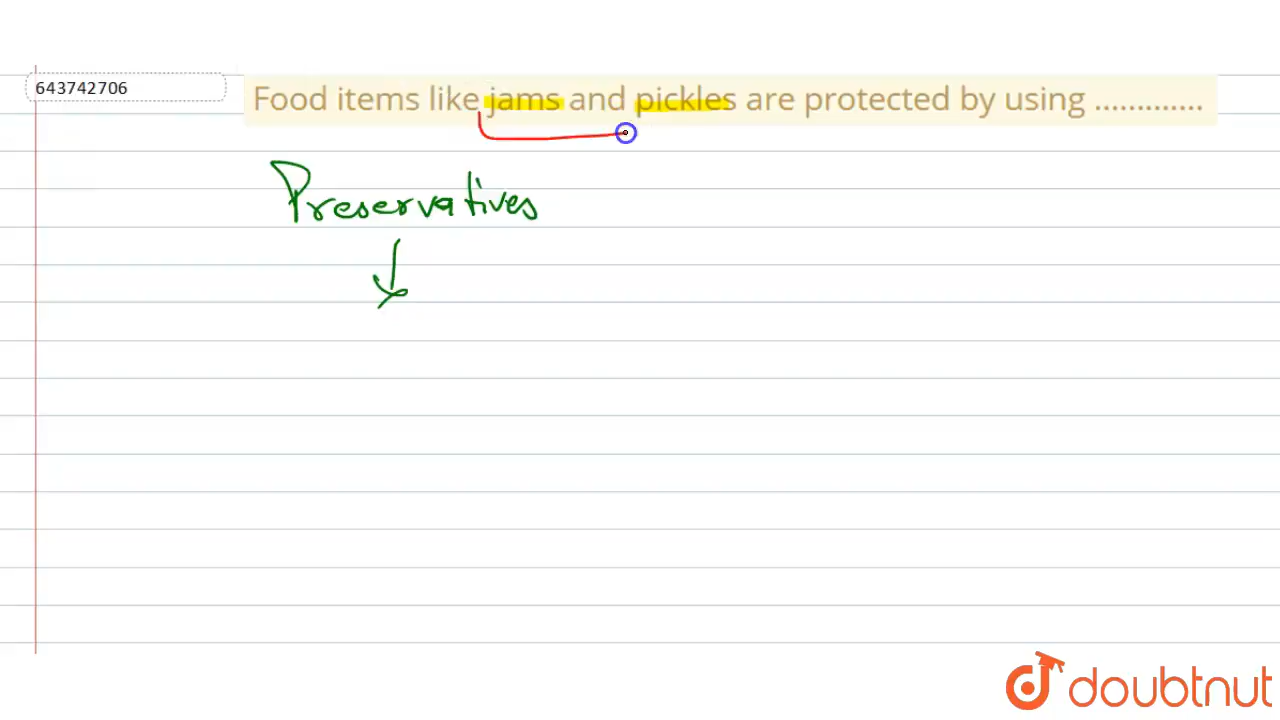 643742706
Food items like jams and pickles are protected by using .............
Preservatives
doubtnut